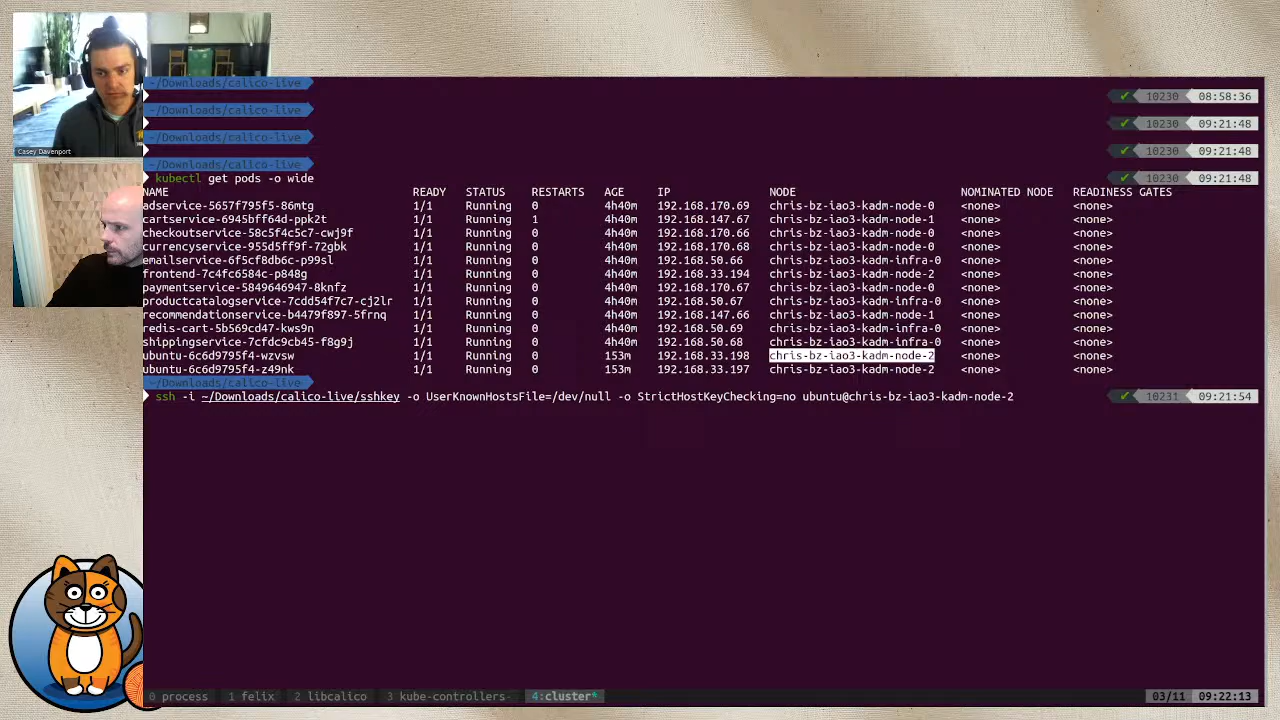 Casey Davenport
~/Downloads/calico-live
✔ 10230 08:58:36
~/Downloads/calico-live
✔ 10230 09:21:48
~/Downloads/calico-live
✔ 10230 09:21:48
~/Downloads/calico-live
kubectl get pods -o wide ✔ 10230 09:21:48
NAME READY STATUS RESTARTS AGE IP NODE NOMINATED NODE READINESS GATES
adservice-5657f795f5-86mtg 1/1 Running 0 4h40m 192.168.170.69 chris-bz-iao3-kadm-node-0 <none> <none>
cartservice-6945bff64d-ppk2t 1/1 Running 1 4h40m 192.168.147.67 chris-bz-iao3-kadm-node-1 <none> <none>
checkoutservice-58c5f4c5c7-cwj9f 1/1 Running 0 4h40m 192.168.170.66 chris-bz-iao3-kadm-node-0 <none> <none>
currencyservice-955d5ff9f-72gbk 1/1 Running 0 4h40m 192.168.170.68 chris-bz-iao3-kadm-node-0 <none> <none>
emailservice-6f5cf8db6c-p99sl 1/1 Running 0 4h40m 192.168.50.66 chris-bz-iao3-kadm-infra-0 <none> <none>
frontend-7c4fc6584c-p848g 1/1 Running 0 4h40m 192.168.33.194 chris-bz-iao3-kadm-node-2 <none> <none>
paymentservice-5849646947-8knfz 1/1 Running 0 4h40m 192.168.170.67 chris-bz-iao3-kadm-node-0 <none> <none>
productcatalogservice-7cdd54f7c7-cj2lr 1/1 Running 0 4h40m 192.168.50.67 chris-bz-iao3-kadm-infra-0 <none> <none>
recommendationservice-b4479f897-5frnq 1/1 Running 0 4h40m 192.168.147.66 chris-bz-iao3-kadm-node-1 <none> <none>
redis-cart-5b569cd47-kws9n 1/1 Running 0 4h40m 192.168.50.69 chris-bz-iao3-kadm-infra-0 <none> <none>
shippingservice-7cfdc9cb45-f8g9j 1/1 Running 0 4h40m 192.168.50.68 chris-bz-iao3-kadm-infra-0 <none> <none>
ubuntu-6c6d9795f4-wzvsw 1/1 Running 0 133m 192.168.33.198 chris-bz-iao3-kadm-node-2 <none> <none>
ubuntu-6c6d9795f4-z49nk 1/1 Running 0 133m 192.168.33.197 chris-bz-iao3-kadm-node-2 <none> <none>
~/Downloads/calico-live
ssh -i ~/Downloads/calico-live/sshkey -o UserKnownHostsFile=/dev/null -o StrictHostKeyChecking=no ubuntu@chris-bz-iao3-kadm-node-2 ✔ 10231 09:21:54
0 process 1 felix 2 libcalico 3 kube-controllers- 4:cluster* 09:22:13